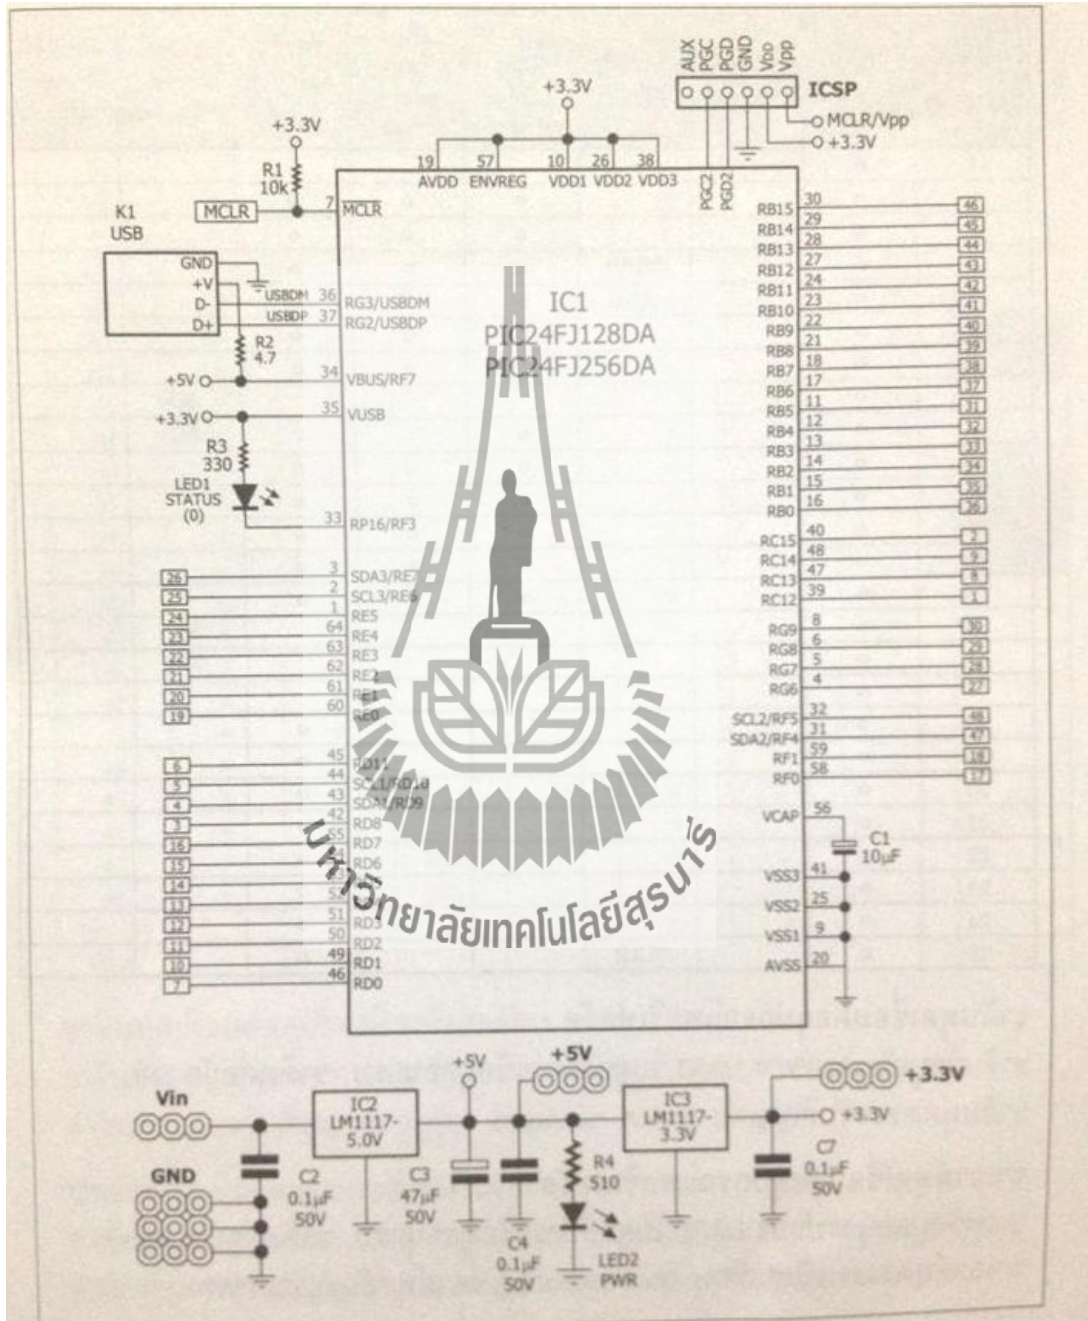 AUX PGC PGD GND VDD Vpp
ICSP
MCLR/Vpp
+3.3V
+3.3V
+3.3V
R1
10k
19 57 10 26 38
AVDD ENVREG VDD1 VDD2 VDD3 PGC2 PGD2
MCLR 7 MCLR
K1
USB
GND
+V
D-
D+
USBDM 36 RG3/USBDM
USBDP 37 RG2/USBDP
R2
4.7
+5V 34 VBUS/RF7
+3.3V 35 VUSB
R3
330
LED1
STATUS
(0)
33 RP16/RF3
IC1
PIC24FJ128DA
PIC24FJ256DA
26 3 SDA3/RE7
25 2 SCL3/RE6
24 1 RE5
23 64 RE4
22 63 RE3
21 62 RE2
20 61 RE1
19 60 RE0
6 45 RD11
5 44 SCL1/RD10
4 43 SDA1/RD9
3 42 RD8
16 55 RD7
15 RD6
14
13 52
12 51 RD3
11 50 RD2
10 49 RD1
7 46 RD0
RB15 30 46
RB14 29 45
RB13 28 44
RB12 27 43
RB11 24 42
RB10 23 41
RB9 22 40
RB8 21 39
RB7 18 38
RB6 17 37
RB5 11 31
RB4 12 32
RB3 13 33
RB2 14 34
RB1 15 35
RB0 16 36
RC15 40 2
RC14 48 9
RC13 47 8
RC12 39 1
RG9 8 30
RG8 6 29
RG7 5 28
RG6 4 27
SCL2/RF5 32 48
SDA2/RF4 31 47
RF1 59 18
RF0 58 17
VCAP 56
C1
10µF
VSS3 41
VSS2 25
VSS1 9
AVSS 20
มหาวิทยาลัยเทคโนโลยีสุรนารี
Vin
GND
C2
0.1µF
50V
IC2
LM1117-
5.0V
+5V
+5V
C3
47µF
50V
C4
0.1µF
50V
R4
510
LED2
PWR
IC3
LM1117-
3.3V
+3.3V
+3.3V
C7
0.1µF
50V